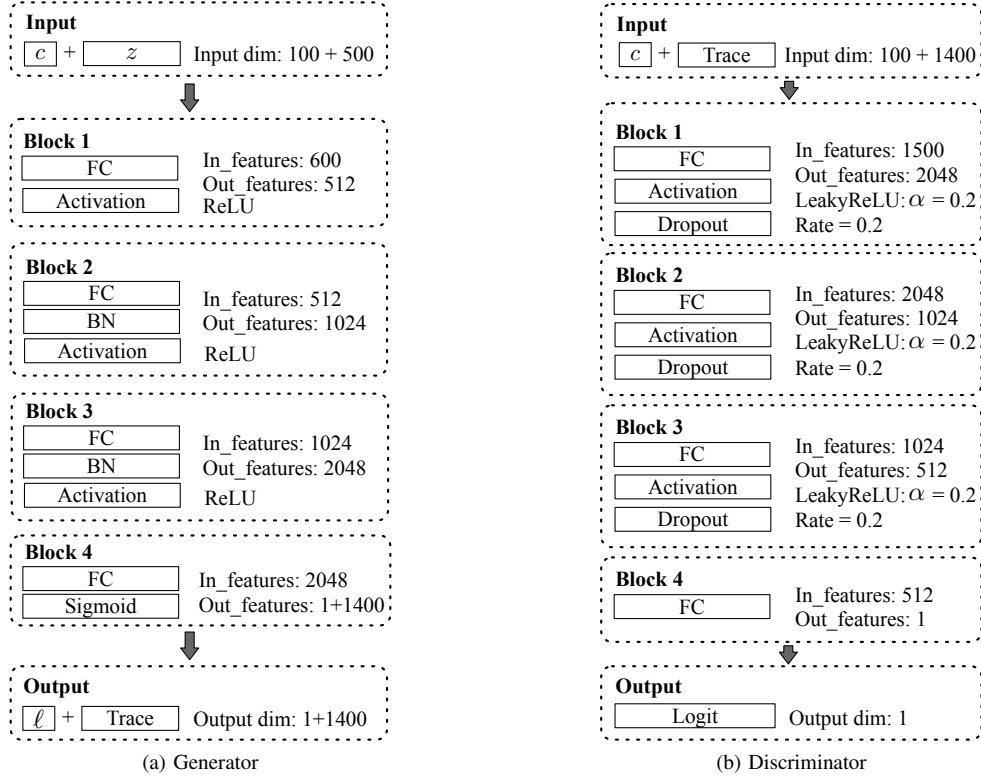 Input
c + z Input dim: 100 + 500
Block 1
FC
Activation
In_features: 600
Out_features: 512
ReLU
Block 2
FC
BN
Activation
In_features: 512
Out_features: 1024
ReLU
Block 3
FC
BN
Activation
In_features: 1024
Out_features: 2048
ReLU
Block 4
FC
Sigmoid
In_features: 2048
Out_features: 1+1400
Output
ℓ + Trace Output dim: 1+1400
(a) Generator
Input
c + Trace Input dim: 100 + 1400
Block 1
FC
Activation
Dropout
In_features: 1500
Out_features: 2048
LeakyReLU: α = 0.2
Rate = 0.2
Block 2
FC
Activation
Dropout
In_features: 2048
Out_features: 1024
LeakyReLU: α = 0.2
Rate = 0.2
Block 3
FC
Activation
Dropout
In_features: 1024
Out_features: 512
LeakyReLU: α = 0.2
Rate = 0.2
Block 4
FC
In_features: 512
Out_features: 1
Output
Logit Output dim: 1
(b) Discriminator